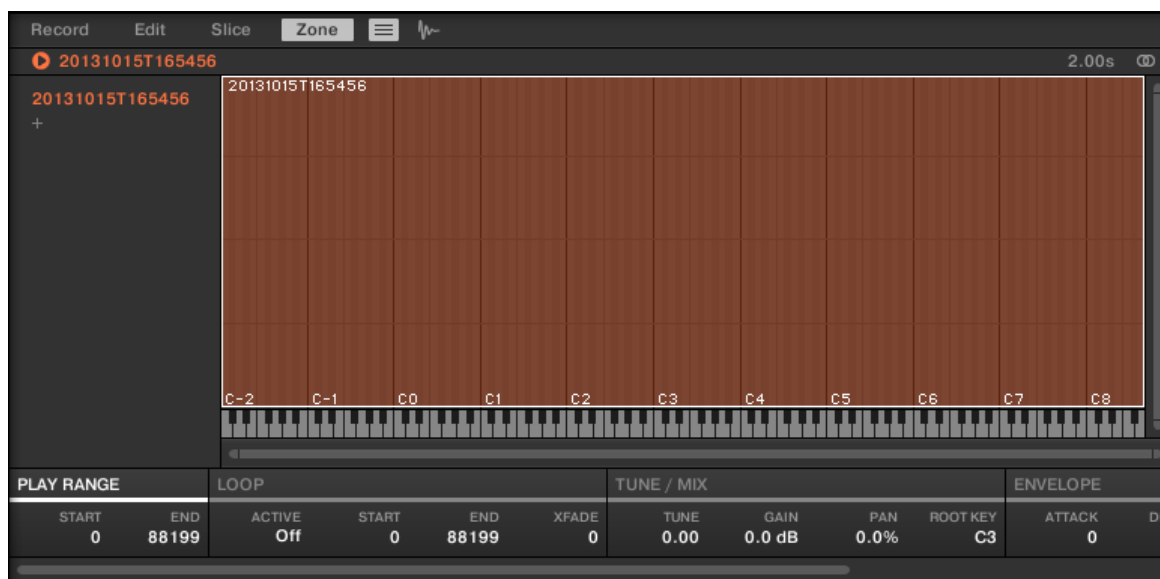 Record Edit Slice Zone
20131015T165456 2.00s
20131015T165456
+
20131015T165456
C-2 C-1 C0 C1 C2 C3 C4 C5 C6 C7 C8
PLAY RANGE LOOP TUNE / MIX ENVELOPE
START END ACTIVE START END XFADE TUNE GAIN PAN ROOT KEY ATTACK D
0 88199 Off 0 88199 0 0.00 0.0 dB 0.0% C3 0